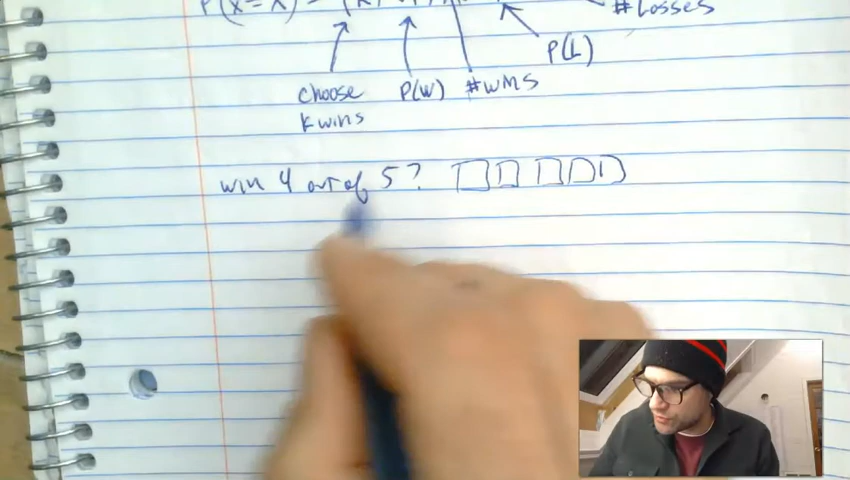 P(X=x) =
#Losses
P(L)
choose P(W) #wins
k wins
win 4 out of 5?